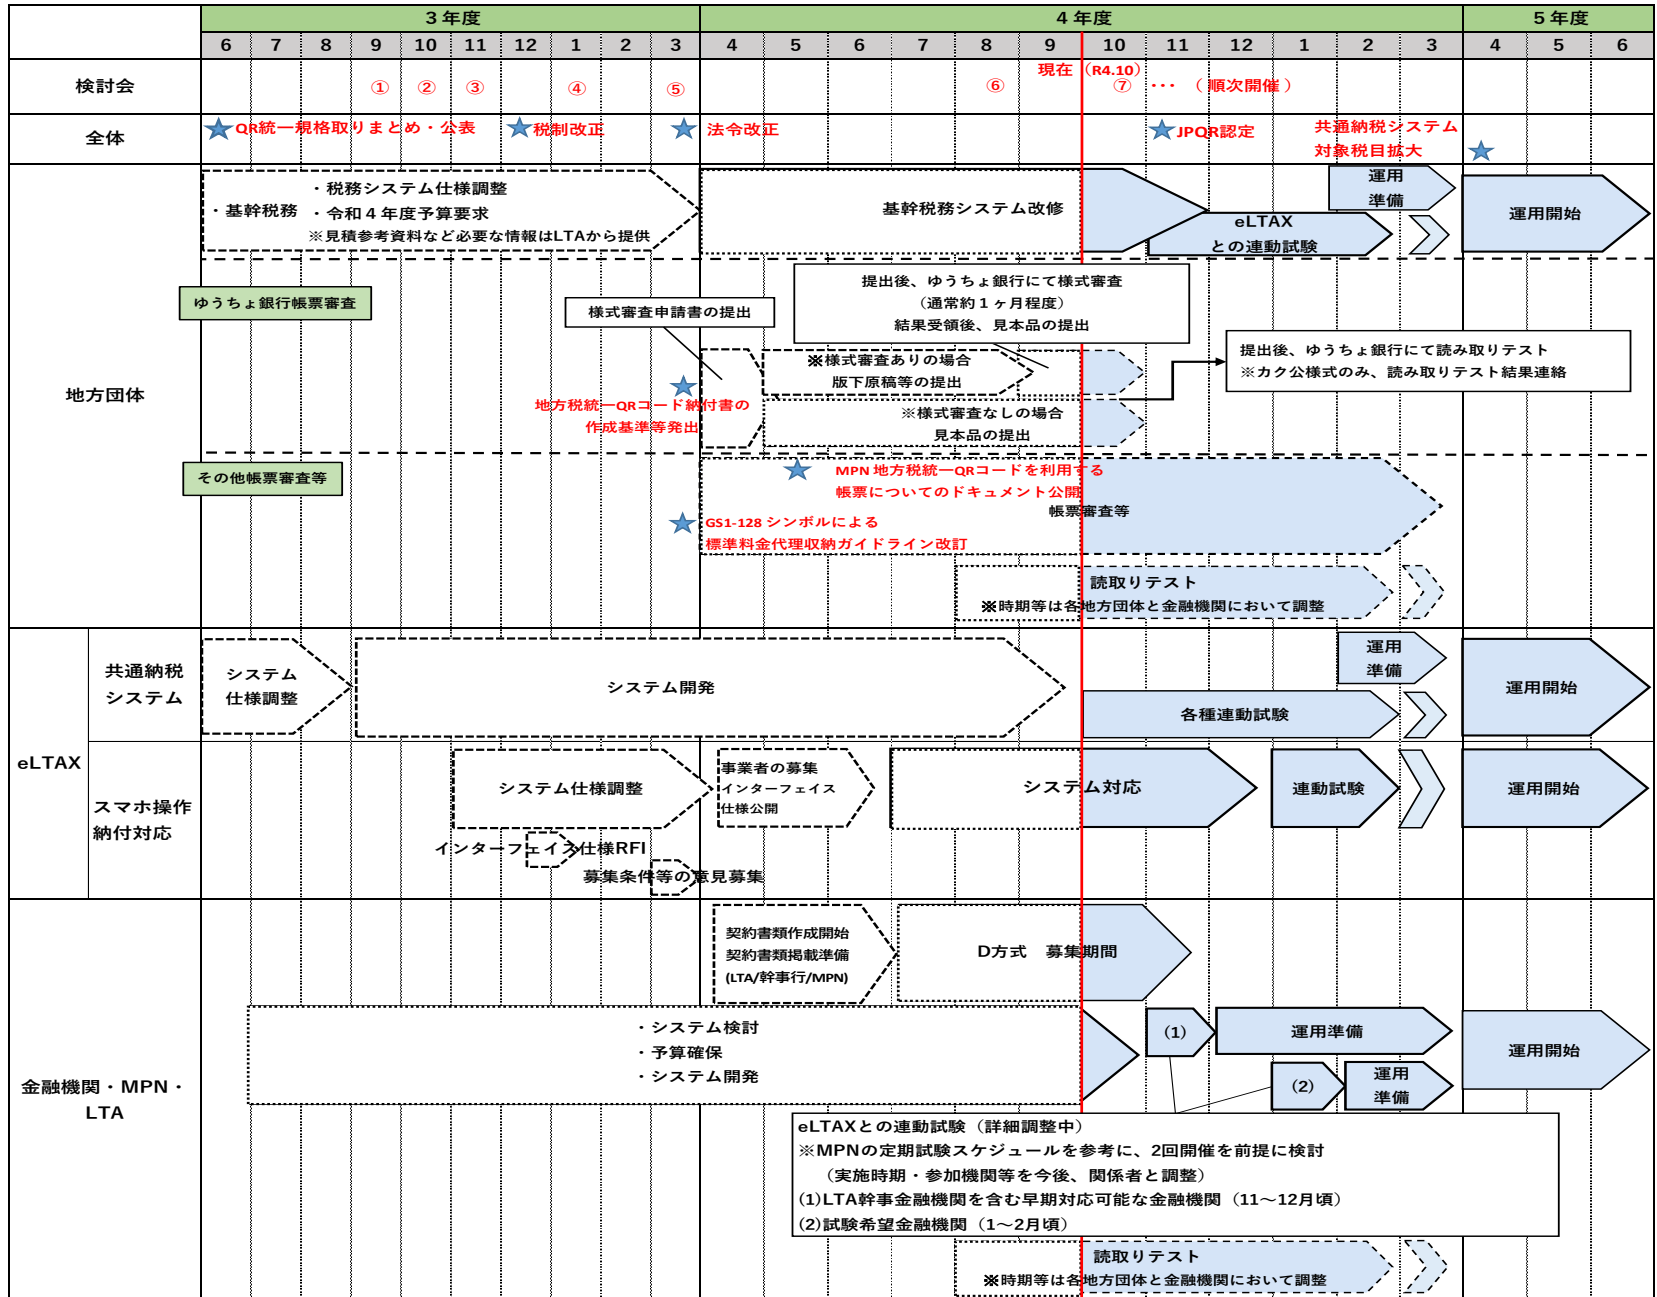 3 年度
4 年度
5 年度
6 7 8 9 10 11 12 1 2 3 4 5 6 7 8 9 10 11 12 1 2 3 4 5 6
現在（R4.10）
検討会
① ② ③ ④ ⑤ ⑥ ⑦ ･･･ （ 順次開催 ）
全体
QR統一規格取りまとめ・公表
税制改正
法令改正
JPQR認定
共通納税システム
対象税目拡大
地方団体
・基幹税務
・税務システム仕様調整
・令和４年度予算要求
※見積参考資料など必要な情報はLTAから提供
基幹税務システム改修
eLTAX
との連動試験
運用
準備
運用開始
ゆうちょ銀行帳票審査
様式審査申請書の提出
提出後、ゆうちょ銀行にて様式審査
（通常約１ヶ月程度）
結果受領後、見本品の提出
提出後、ゆうちょ銀行にて読み取りテスト
※カク公様式のみ、読み取りテスト結果連絡
※様式審査ありの場合
版下原稿等の提出
地方税統一QRコード納付書の
作成基準等発出
※様式審査なしの場合
見本品の提出
その他帳票審査等
MPN 地方税統一QRコードを利用する
帳票についてのドキュメント公開
帳票審査等
GS1-128 シンボルによる
標準料金代理収納ガイドライン改訂
読取りテスト
※時期等は各地方団体と金融機関において調整
eLTAX
共通納税
システム
システム
仕様調整
システム開発
運用
準備
各種連動試験
運用開始
スマホ操作
納付対応
システム仕様調整
事業者の募集
インターフェイス
仕様公開
システム対応
連動試験
運用開始
インターフェイス仕様RFI
募集条件等の意見募集
金融機関・MPN・
LTA
契約書類作成開始
契約書類掲載準備
(LTA/幹事行/MPN)
D方式　募集期間
・システム検討
・予算確保
・システム開発
(1)
運用準備
(2)
運用
準備
運用開始
eLTAXとの連動試験（詳細調整中）
※MPNの定期試験スケジュールを参考に、2回開催を前提に検討
（実施時期・参加機関等を今後、関係者と調整）
(1)LTA幹事金融機関を含む早期対応可能な金融機関（11～12月頃）
(2)試験希望金融機関（1～2月頃）
読取りテスト
※時期等は各地方団体と金融機関において調整